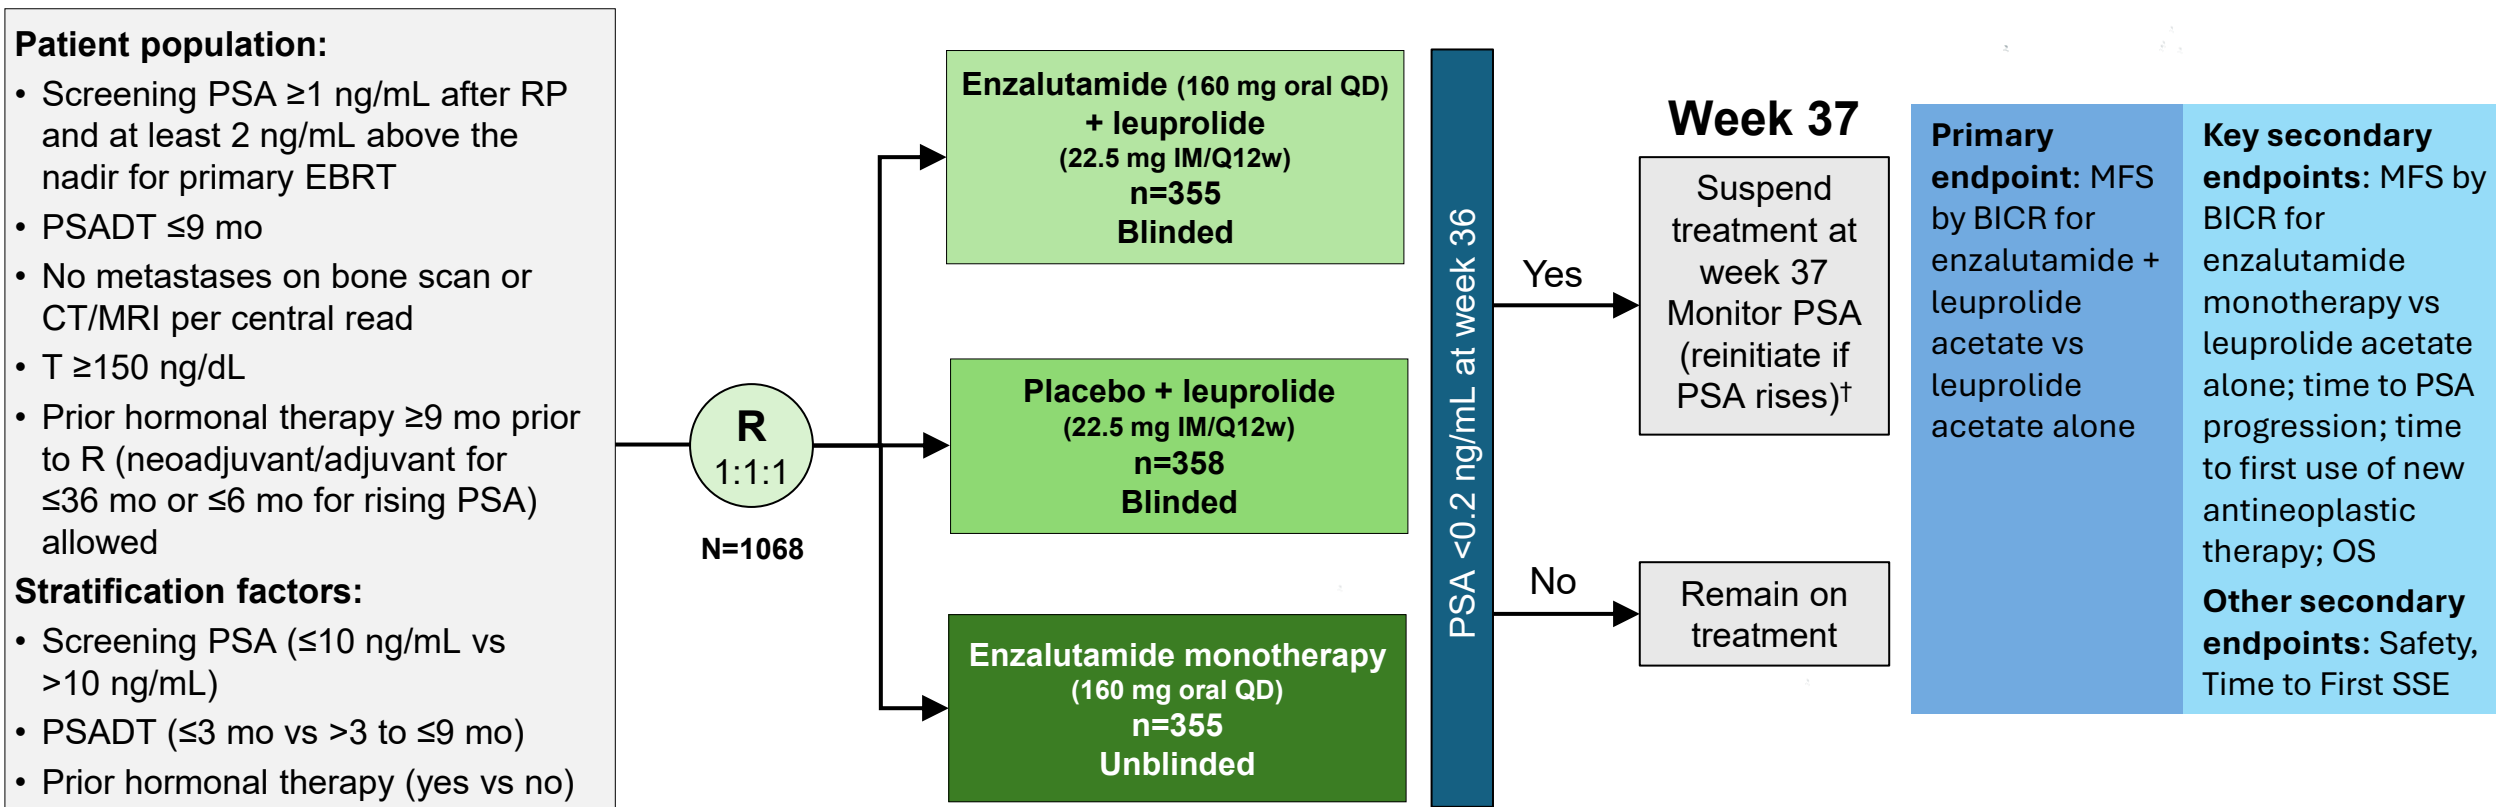 Patient population:
• Screening PSA ≥1 ng/mL after RP
and at least 2 ng/mL above the
nadir for primary EBRT
• PSADT ≤9 mo
• No metastases on bone scan or
CT/MRI per central read
• T ≥150 ng/dL
• Prior hormonal therapy ≥9 mo prior
to R (neoadjuvant/adjuvant for
≤36 mo or ≤6 mo for rising PSA)
allowed
Stratification factors:
• Screening PSA (≤10 ng/mL vs
>10 ng/mL)
• PSADT (≤3 mo vs >3 to ≤9 mo)
• Prior hormonal therapy (yes vs no)
R
1:1:1
N=1068
Enzalutamide (160 mg oral QD)
+ leuprolide
(22.5 mg IM/Q12w)
n=355
Blinded
Placebo + leuprolide
(22.5 mg IM/Q12w)
n=358
Blinded
Enzalutamide monotherapy
(160 mg oral QD)
n=355
Unblinded
PSA <0.2 ng/mL at week 36
Yes
No
Week 37
Suspend
treatment at
week 37
Monitor PSA
(reinitiate if
PSA rises)†
Remain on
treatment
Primary
endpoint: MFS
by BICR for
enzalutamide +
leuprolide
acetate vs
leuprolide
acetate alone
Key secondary
endpoints: MFS by
BICR for
enzalutamide
monotherapy vs
leuprolide acetate
alone; time to PSA
progression; time
to first use of new
antineoplastic
therapy; OS
Other secondary
endpoints: Safety,
Time to First SSE